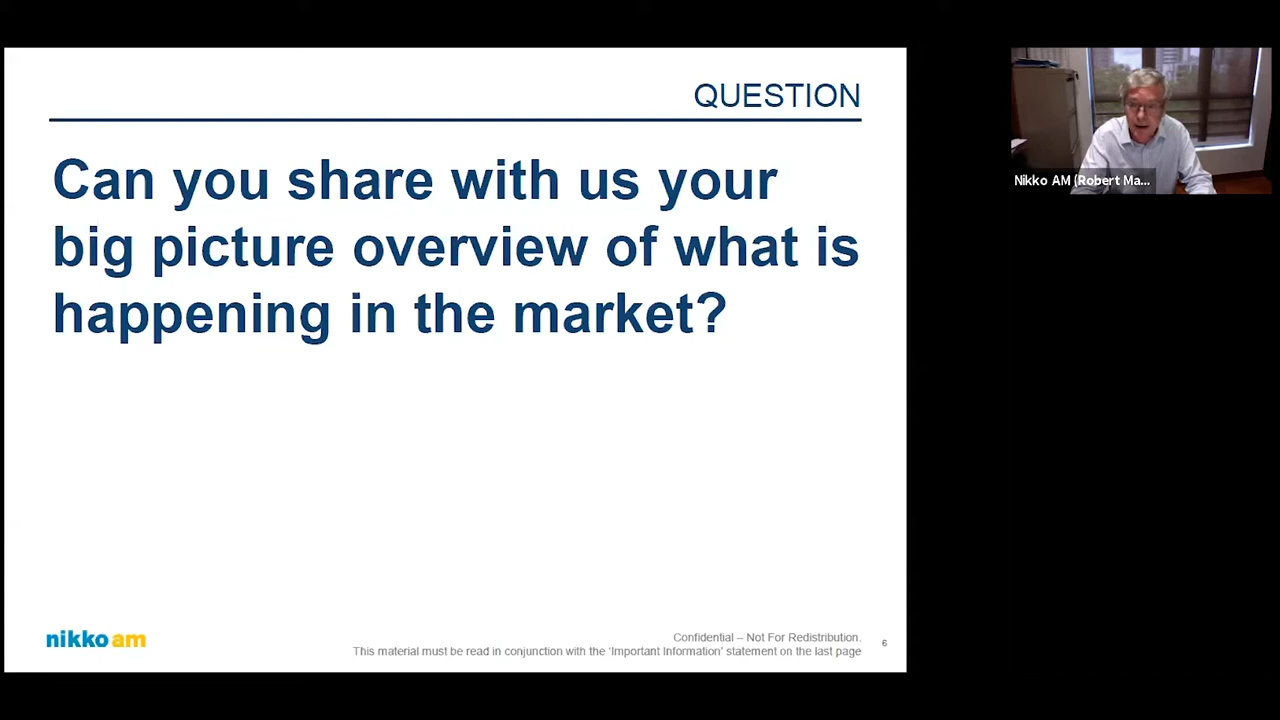 QUESTION
Can you share with us your
big picture overview of what is
happening in the market?
nikko am
Confidential – Not For Redistribution.
This material must be read in conjunction with the 'Important Information' statement on the last page
6
Nikko AM (Robert Ma...